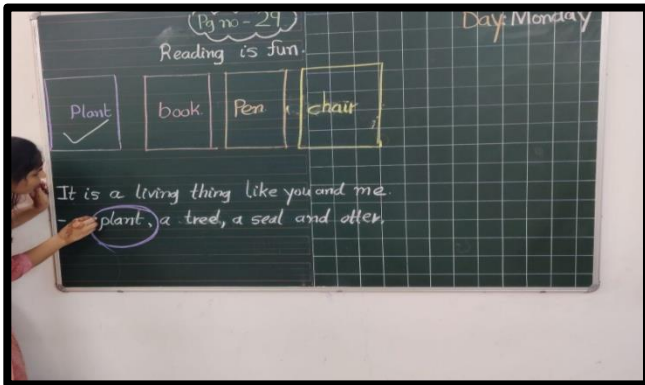 Pg no - 29
Day: Monday
Reading is fun.
Plant book Pen chair
It is a living thing like you and me.
- plant, a tree, a seal and otter.